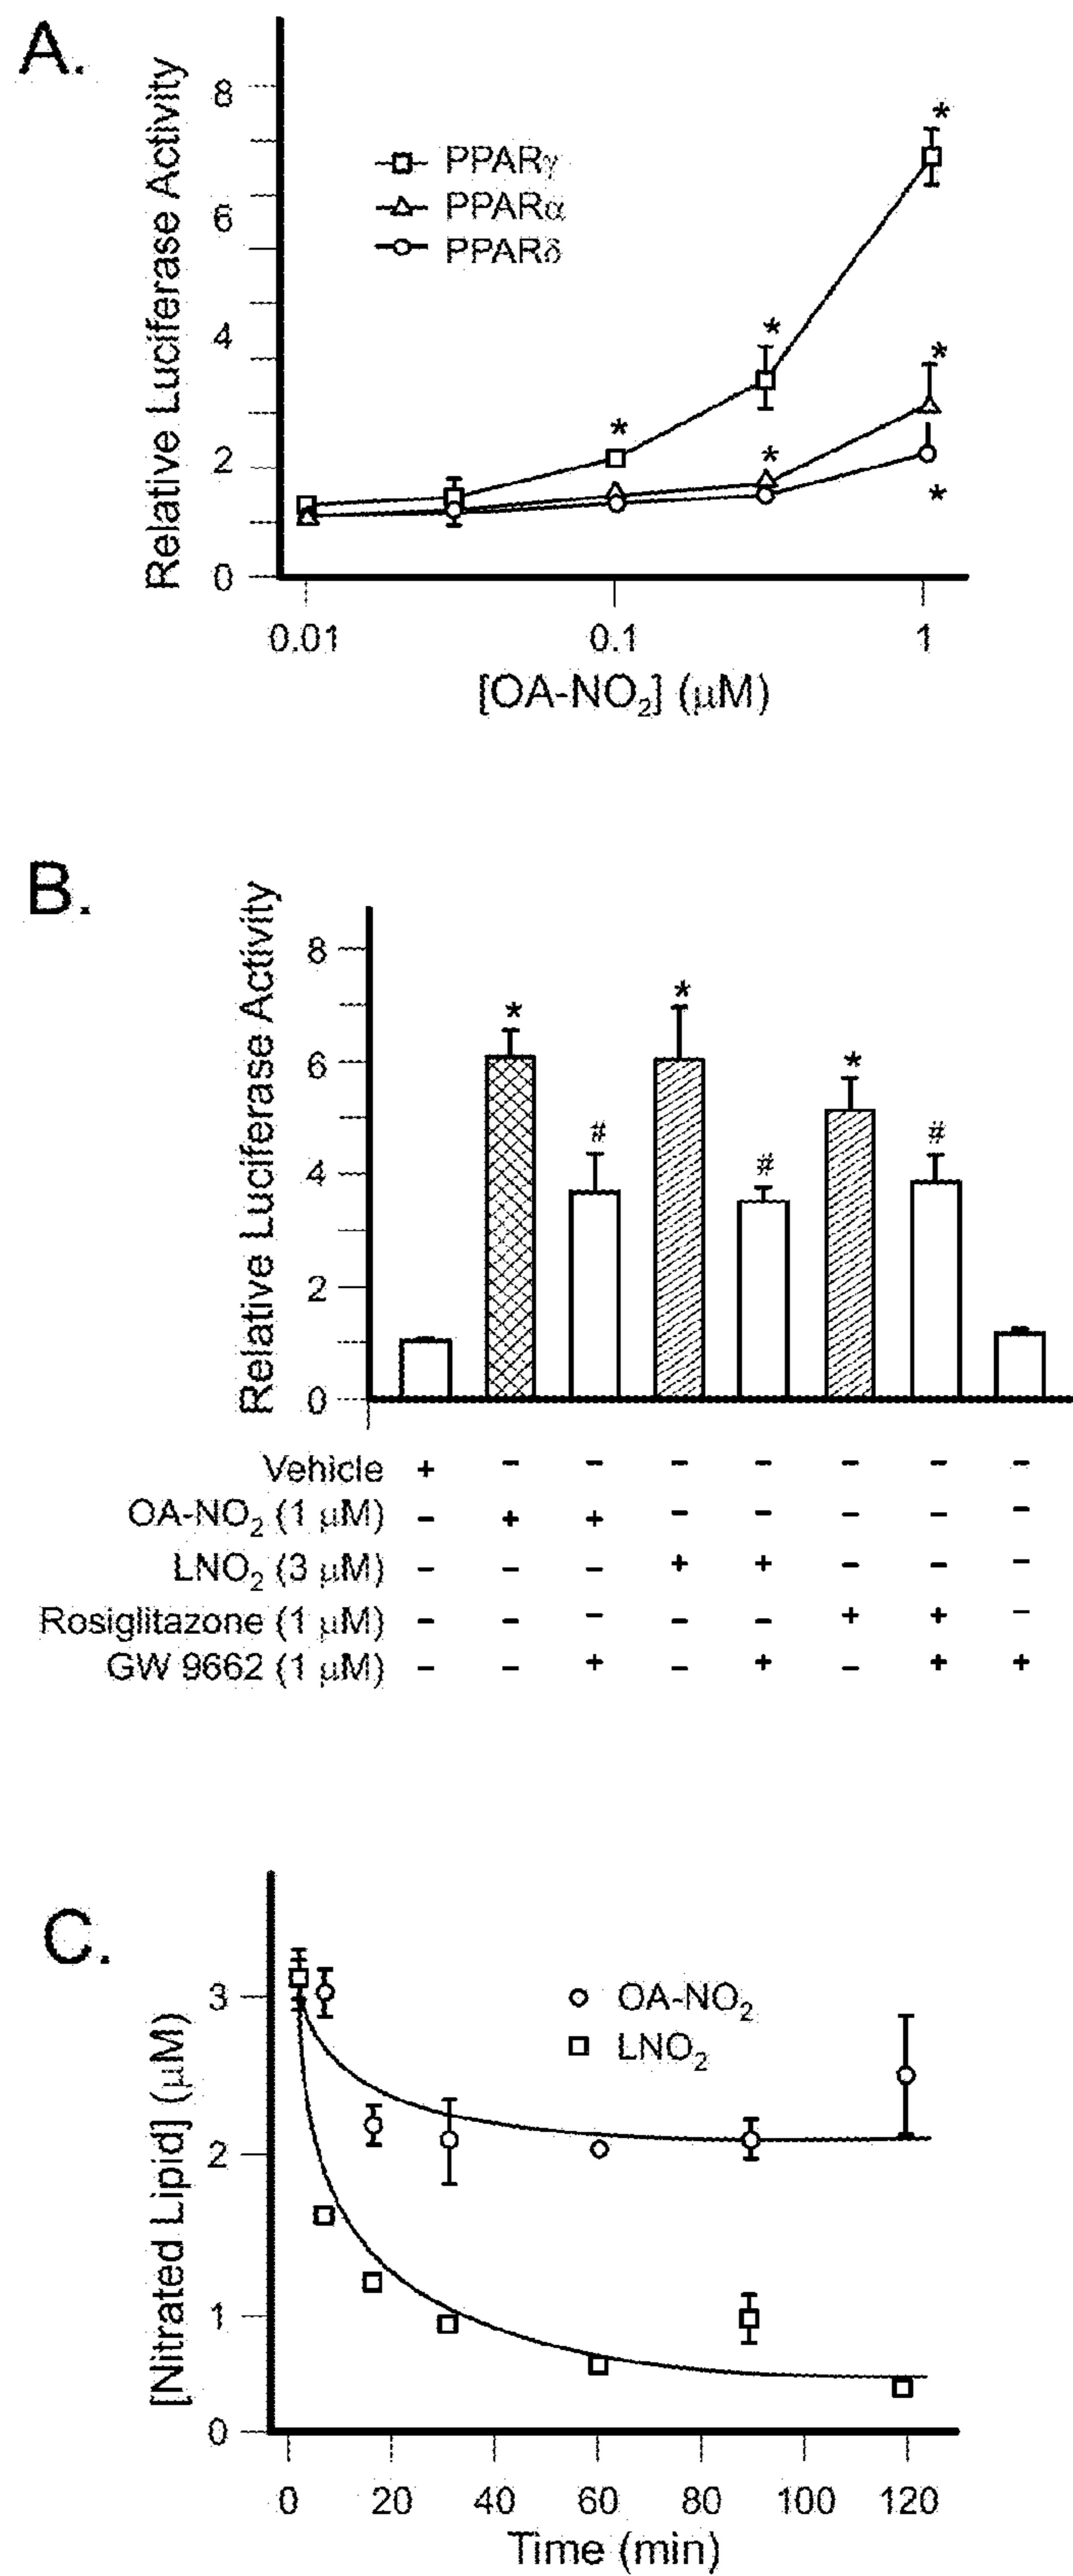 A.
Relative Luciferase Activity
8
6
4
2
0
PPARγ
PPARα
PPARδ
*
*
*
*
*
*
0.01 0.1 1
[OA-NO₂] (μM)
B.
Relative Luciferase Activity
8
6
4
2
0
*
#
*
#
*
#
Vehicle + - - - - - - -
OA-NO₂ (1 μM) - + + - - - - -
LNO₂ (3 μM) - - - + + - - -
Rosiglitazone (1 μM) - - - - - + + -
GW 9662 (1 μM) - - + - + - + +
C.
[Nitrated Lipid] (μM)
3
2
1
0
OA-NO₂
LNO₂
0 20 40 60 80 100 120
Time (min)